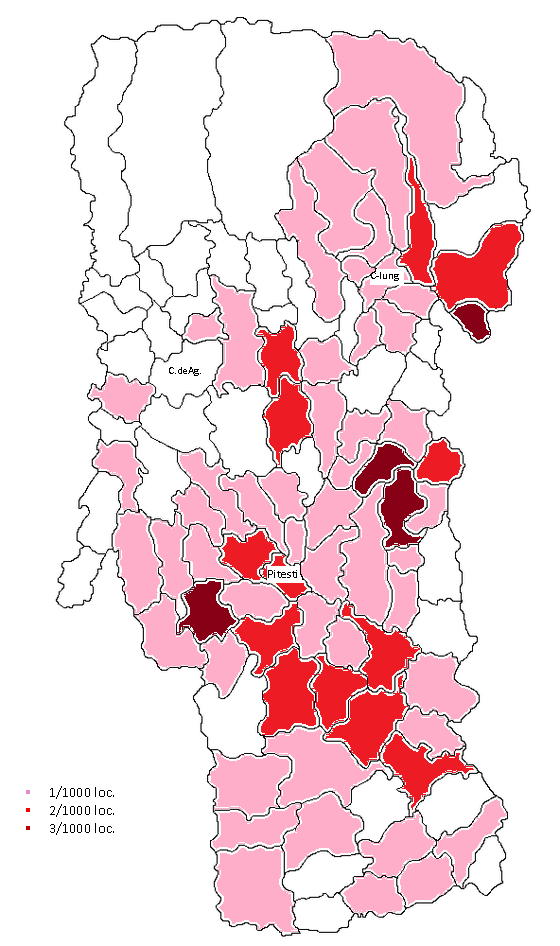 C-lung
C.deAg.
Pitesti
1/1000 loc.
2/1000 loc.
3/1000 loc.